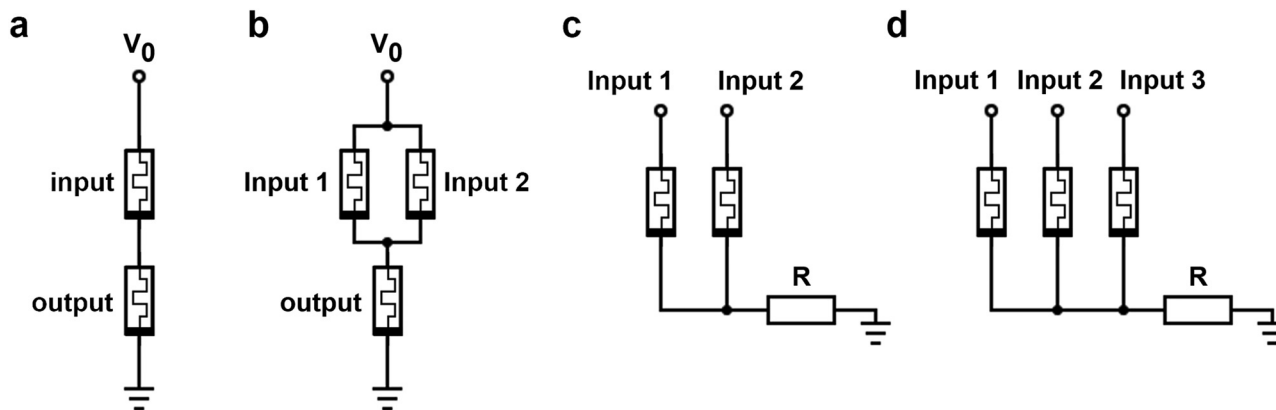 a
V0
input
output
b
V0
Input 1
Input 2
output
c
Input 1
Input 2
R
d
Input 1
Input 2
Input 3
R